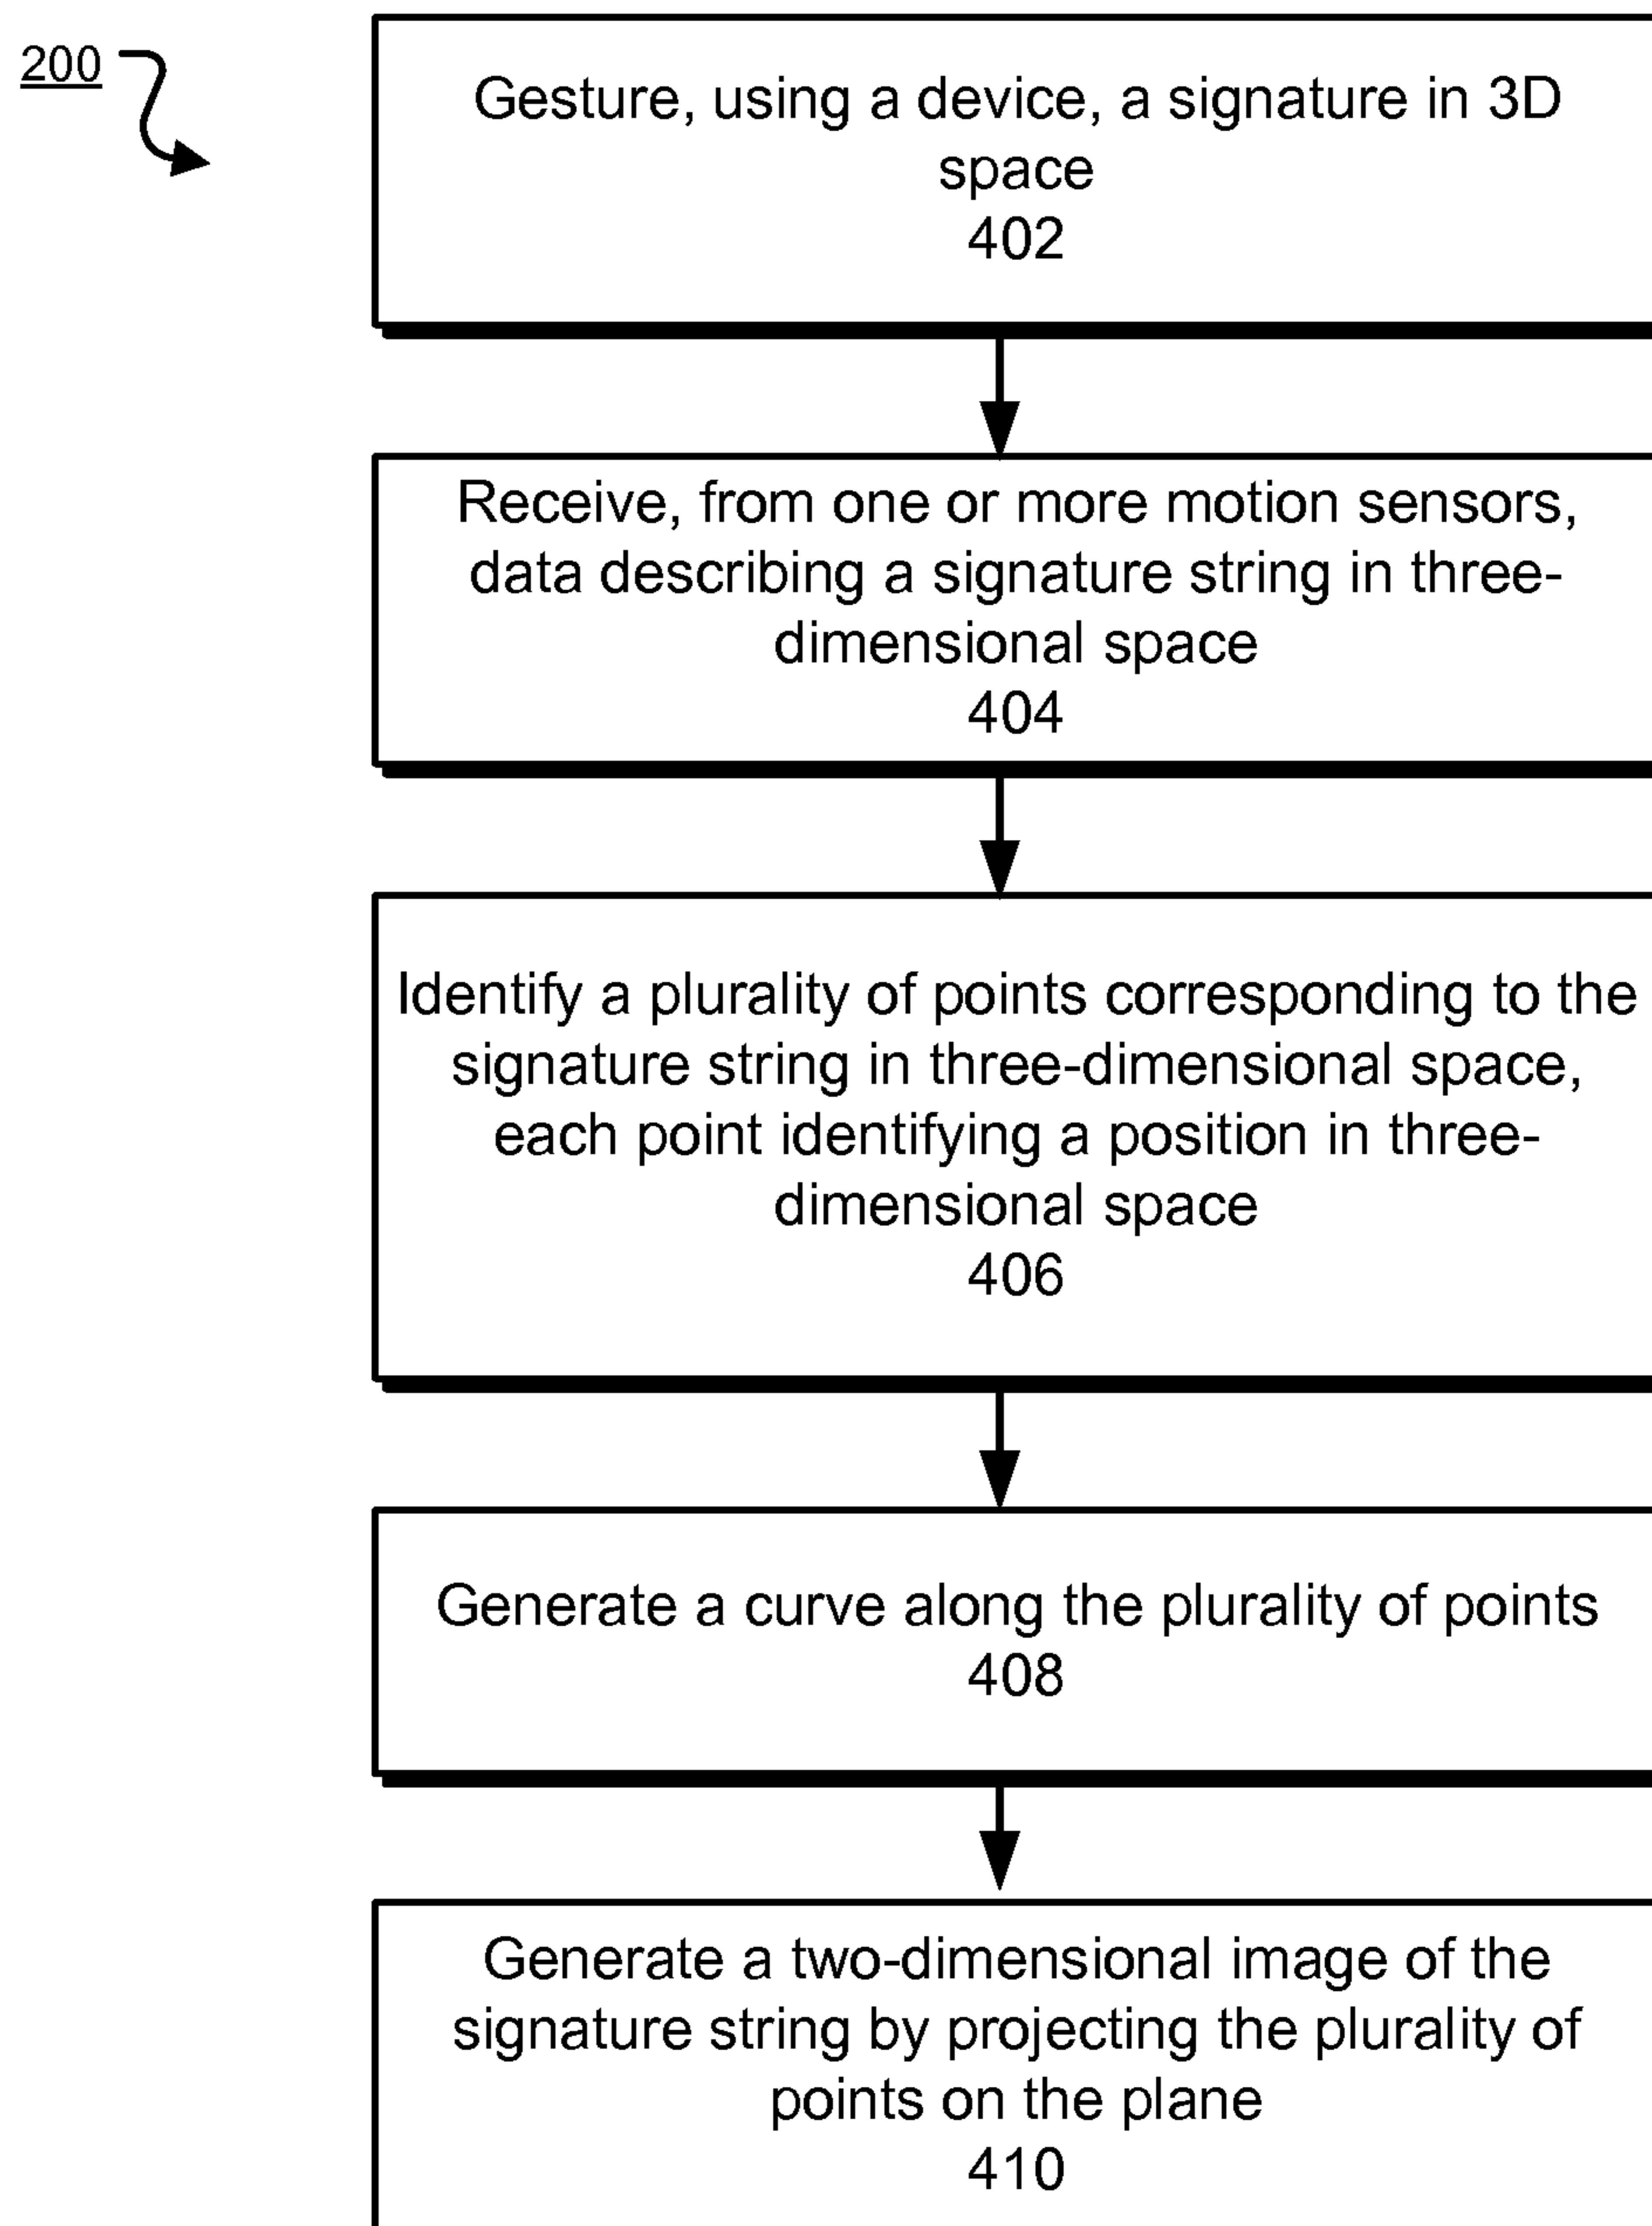 200
Gesture, using a device, a signature in 3D
space
402
Receive, from one or more motion sensors,
data describing a signature string in three-
dimensional space
404
Identify a plurality of points corresponding to the
signature string in three-dimensional space,
each point identifying a position in three-
dimensional space
406
Generate a curve along the plurality of points
408
Generate a two-dimensional image of the
signature string by projecting the plurality of
points on the plane
410